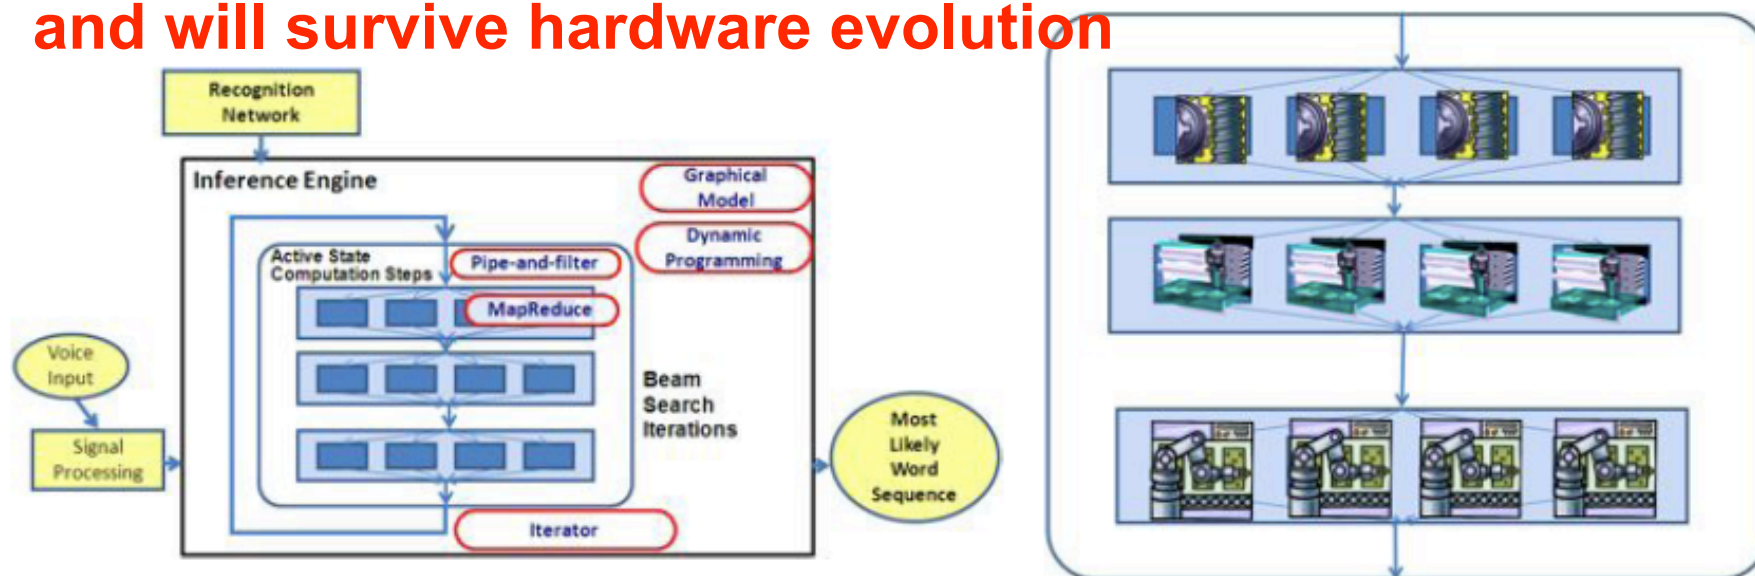 and will survive hardware evolution
Recognition
Network
Inference Engine
Graphical
Model
Dynamic
Programming
Active State
Computation Steps
Pipe-and-filter
MapReduce
Voice
Input
Signal
Processing
Beam
Search
Iterations
Iterator
Most
Likely
Word
Sequence